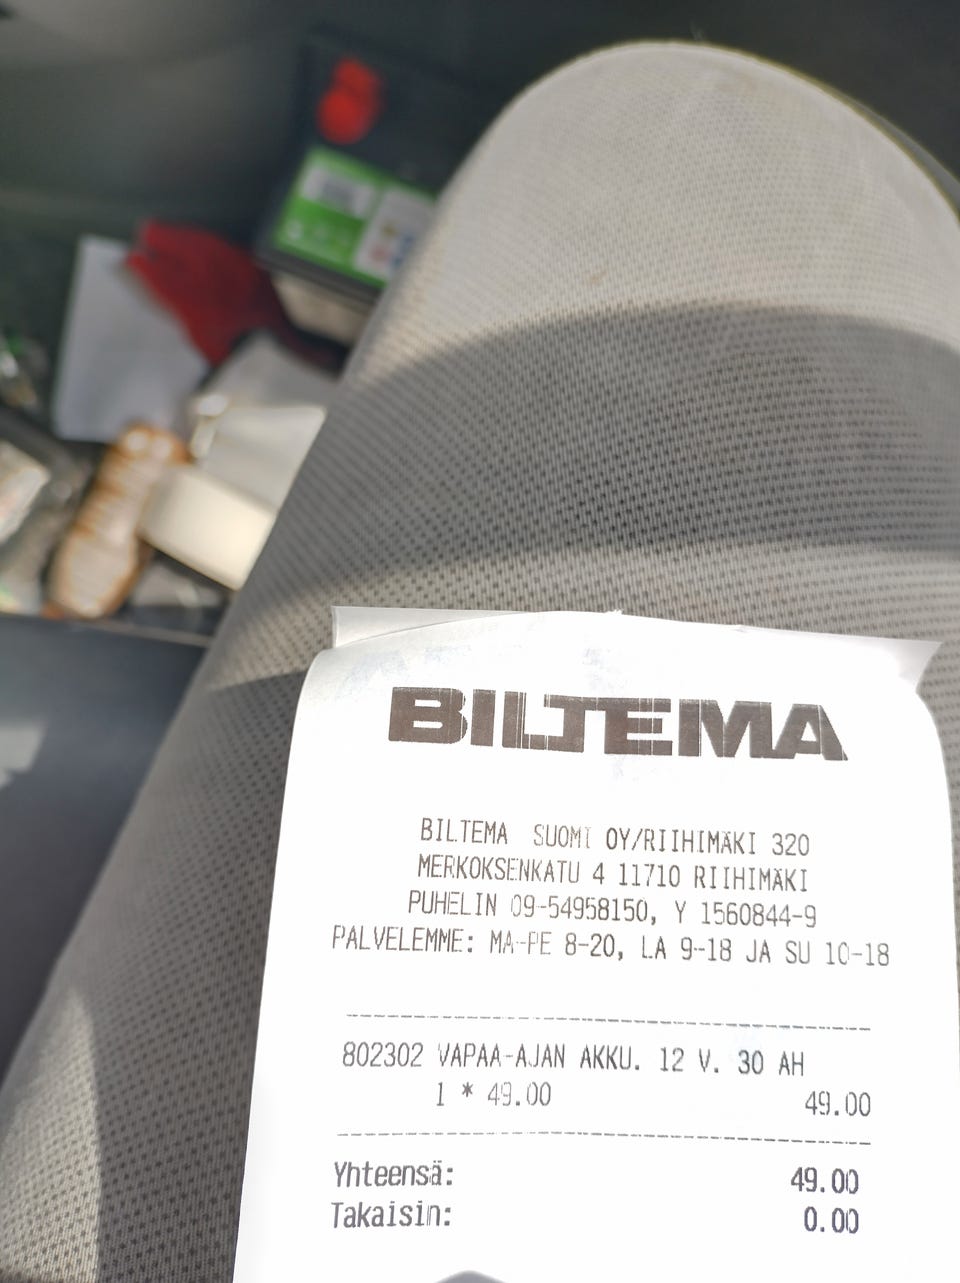 BILTEMA
BILTEMA SUOMI OY/RIIHIMÄKI 320
MERKOKSENKATU 4 11710 RIIHIMÄKI
PUHELIN 09-54958150, Y 1560844-9
PALVELEMME: MA-PE 8-20, LA 9-18 JA SU 10-18
802302 VAPAA-AJAN AKKU. 12 V. 30 AH
1 * 49.00 49.00
Yhteensä: 49.00
Takaisin: 0.00